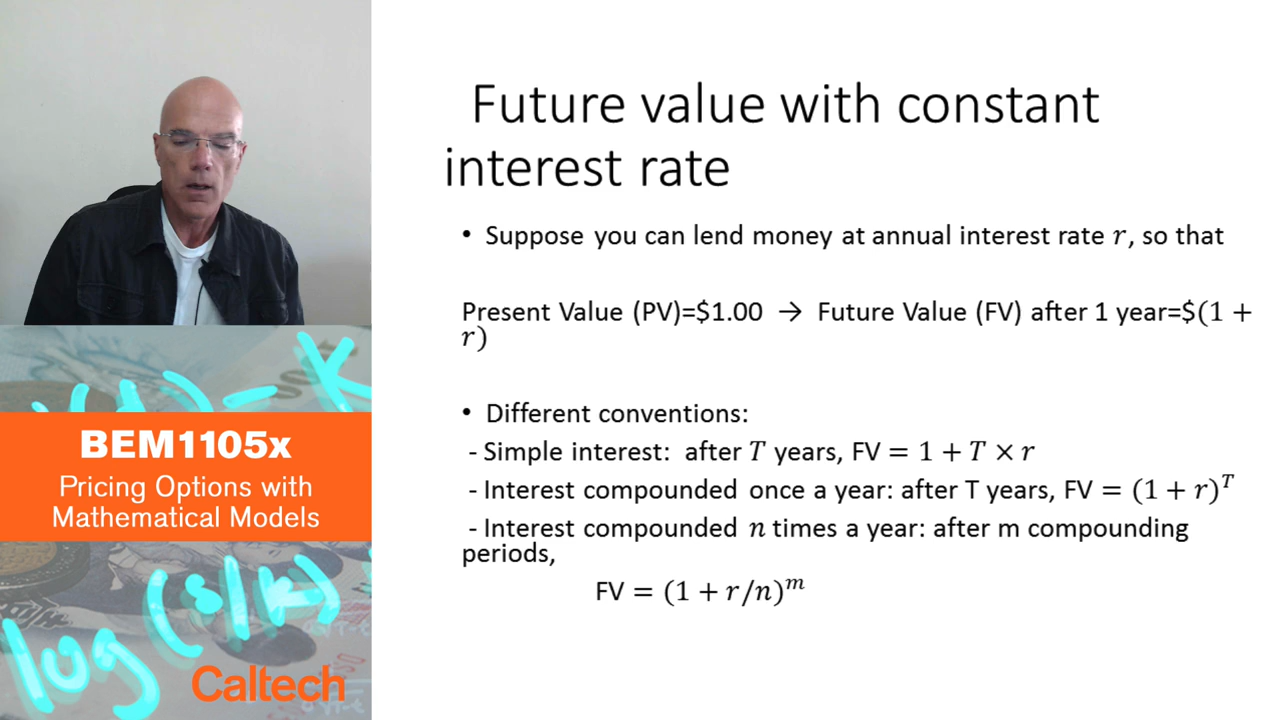 Future value with constant
interest rate
• Suppose you can lend money at annual interest rate r, so that
Present Value (PV)=$1.00 → Future Value (FV) after 1 year=$(1 +
r)
• Different conventions:
- Simple interest: after T years, FV = 1 + T × r
- Interest compounded once a year: after T years, FV = (1 + r)^T
- Interest compounded n times a year: after m compounding
periods,
FV = (1 + r/n)^m
BEM1105x
Pricing Options with
Mathematical Models
log(s/k)
Caltech